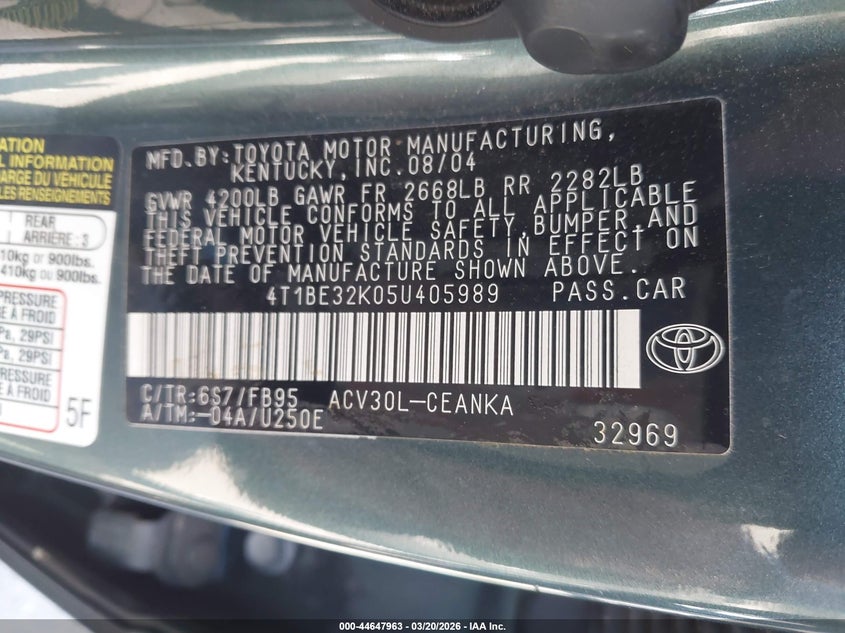 ATION
L INFORMATION
CHARGE DU VÉHICULE
LES RENSEIGNEMENTS
REAR
ARRIÈRE : 3
10kg or 900lbs.
410kg ou 900lbs.
PRESSURE
E À FROID
Pa, 29PSI
PRESSURE
E À FROID
5F
MFD.BY:TOYOTA MOTOR MANUFACTURING,
KENTUCKY,INC.08/04
GVWR 4200LB GAWR FR 2668LB RR 2282LB
THIS VEHICLE CONFORMS TO ALL APPLICABLE
FEDERAL MOTOR VEHICLE SAFETY,BUMPER,AND
THEFT PREVENTION STANDARDS IN EFFECT ON
THE DATE OF MANUFACTURE SHOWN ABOVE.
4T1BE32K05U405989 PASS.CAR
C/TR:6S7/FB95 ACV30L-CEANKA
A/TM:-04A/U250E
32969
000-44647963 - 03/20/2026 - IAA Inc.